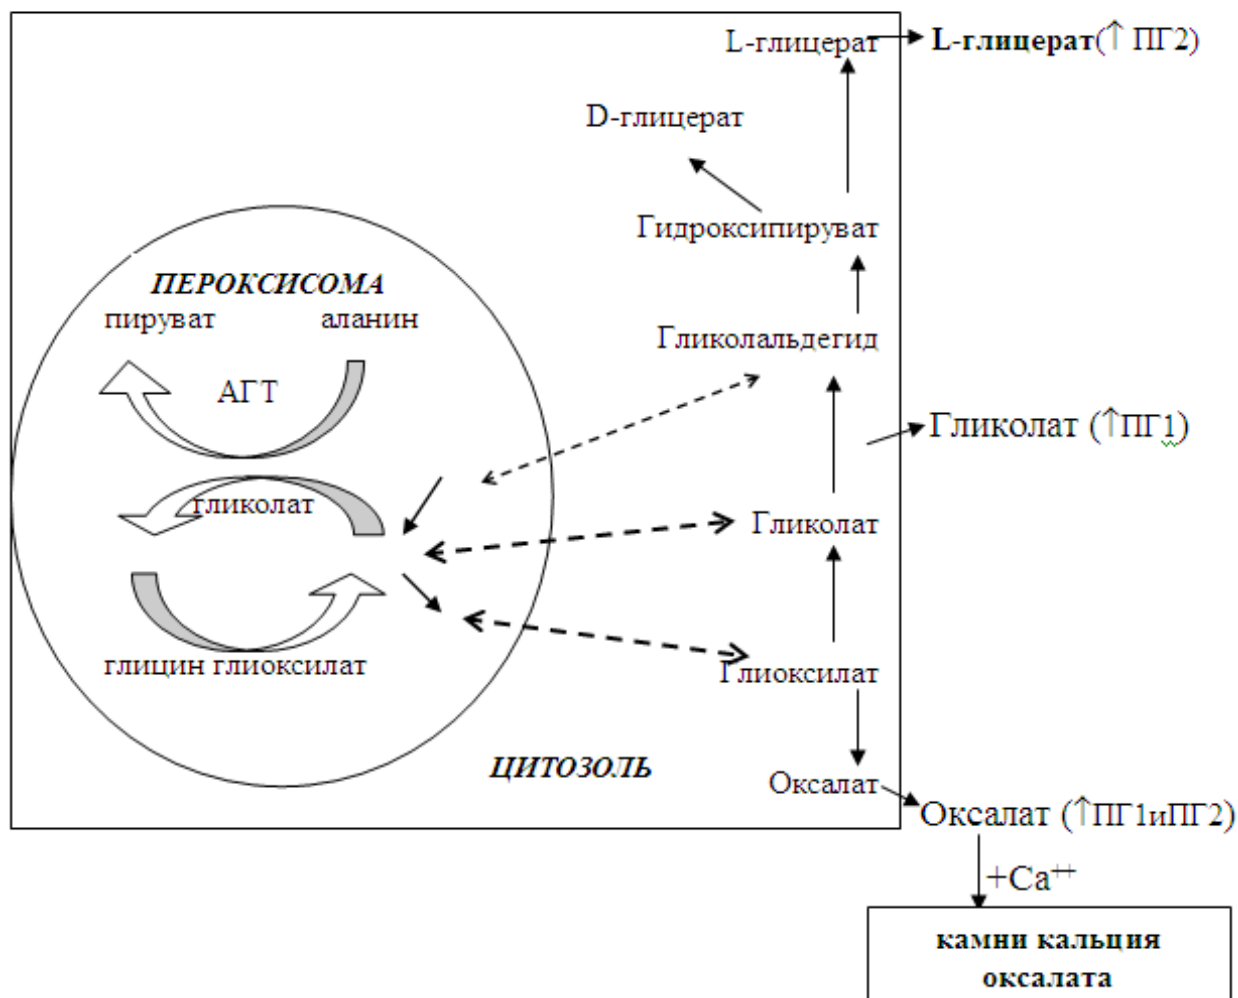 L-глицерат
L-глицерат(↑ ПГ2)
D-глицерат
Гидроксипируват
ПЕРОКСИСОМА
пируват аланин
Гликолальдегид
АГТ
Гликолат (↑ПГ1)
гликолат
Гликолат
глицин глиоксилат
Глиоксилат
ЦИТОЗОЛЬ
Оксалат
Оксалат (↑ПГ1иПГ2)
+Ca⁺⁺
камни кальция
оксалата